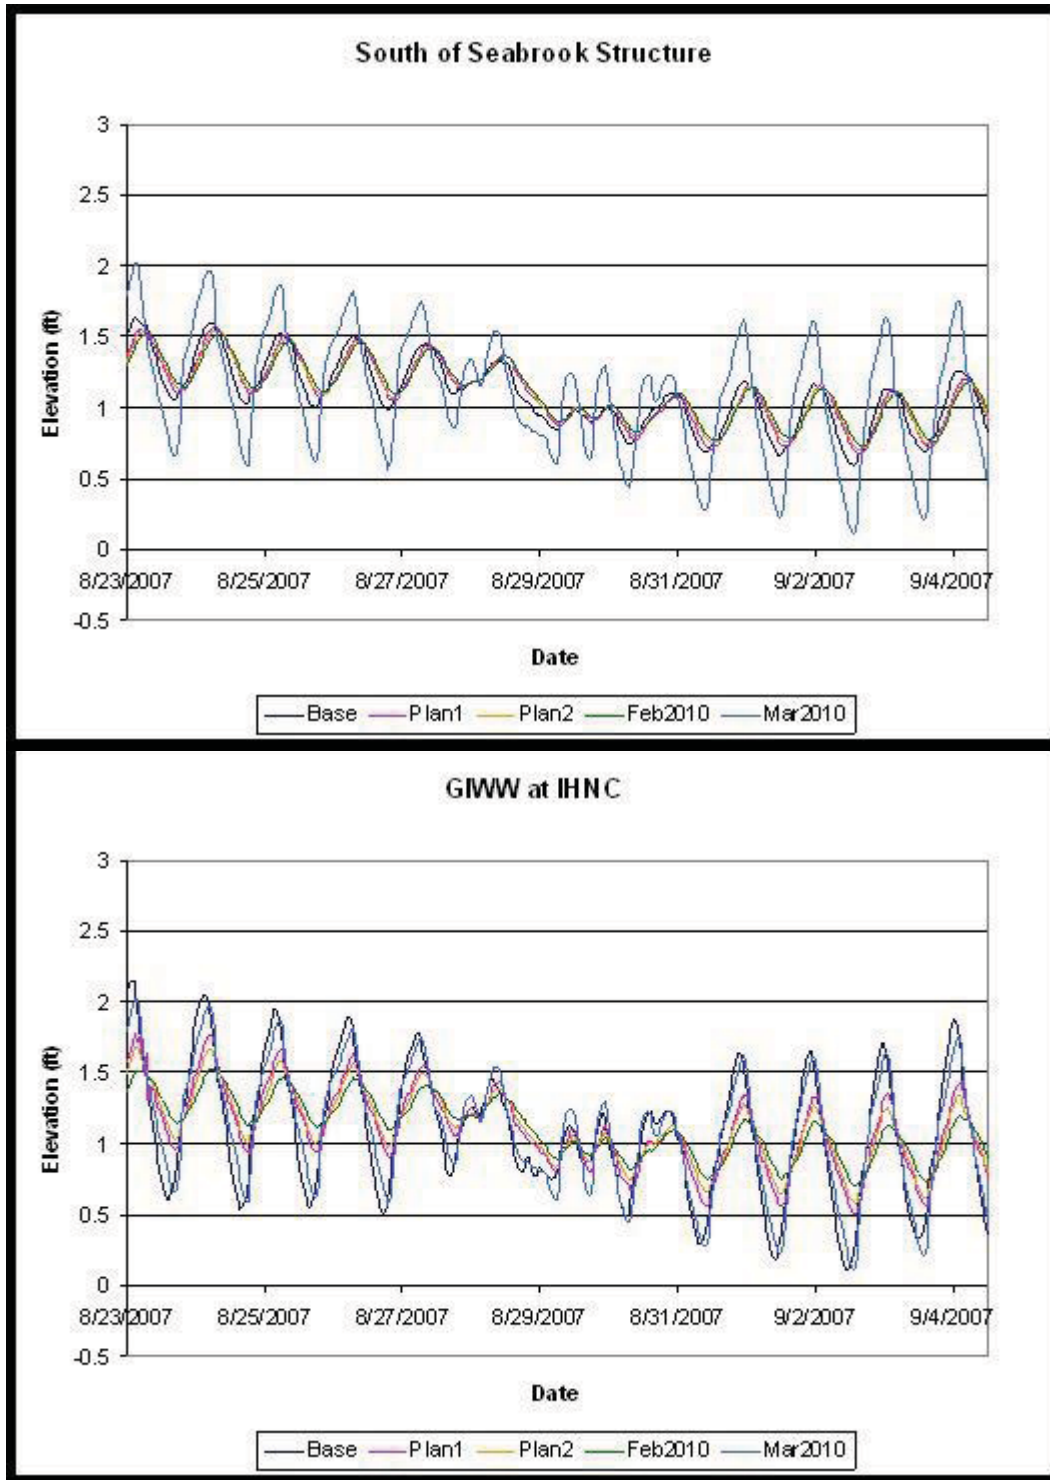 South of Seabrook Structure
3
2.5
2
1.5
1
0.5
0
-0.5
Elevation (ft)
8/23/2007 8/25/2007 8/27/2007 8/29/2007 8/31/2007 9/2/2007 9/4/2007
Date
Base Plan1 Plan2 Feb2010 Mar2010
GIWW at IHNC
3
2.5
2
1.5
1
0.5
0
-0.5
Elevation (ft)
8/23/2007 8/25/2007 8/27/2007 8/29/2007 8/31/2007 9/2/2007 9/4/2007
Date
Base Plan1 Plan2 Feb2010 Mar2010